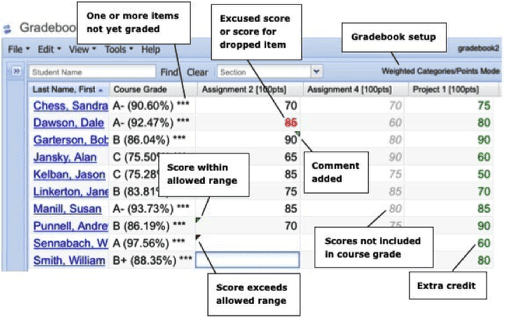 One or more items
not yet graded
Excused score
or score for
dropped item
Gradebook setup
Gradebook
File Edit View Tools Help
gradebook2
Student Name Find Clear Section Weighted Categories/Points Mode
Last Name, First Course Grade Assignment 2 [100pts] Assignment 4 [100pts] Project 1 [100pts]
Chess, Sandra A- (90.60%) *** 70 70 75
Dawson, Dale A- (92.47%) *** 85 60 80
Garterson, Bob B (86.04%) *** 90 90 90
Jansky, Alan C (75.50 65 90 60
Kelban, Jason C (75.28 85 75 50
Linkerton, Jane B (83.81 75 85 70
Manill, Susan A- (93.73%) *** 85 80 85
Punnell, Andre B (86.19%) *** 70 75 90
Sennabach, W A (97.56%) *** 60
Smith, William B+ (88.35%) *** 80
Score within
allowed range
Comment
added
Scores not included
in course grade
Score exceeds
allowed range
Extra credit